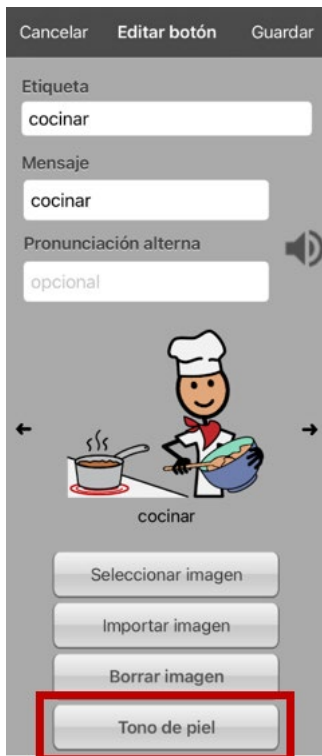 Cancelar Editar botón Guardar
Etiqueta
cocinar
Mensaje
cocinar
Pronunciación alterna
opcional
cocinar
Seleccionar imagen
Importar imagen
Borrar imagen
Tono de piel